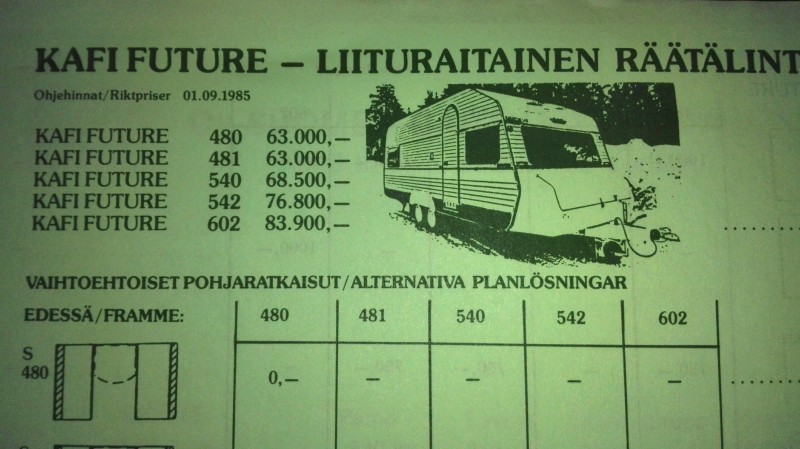 KAFI FUTURE – LIITURAITAINEN RÄÄTÄLINT
Ohjehinnat/Riktpriser 01.09.1985
KAFI FUTURE 480 63.000,—
KAFI FUTURE 481 63.000,—
KAFI FUTURE 540 68.500,—
KAFI FUTURE 542 76.800,—
KAFI FUTURE 602 83.900,—
VAIHTOEHTOISET POHJARATKAISUT/ALTERNATIVA PLANLÖSNINGAR
EDESSÄ/FRAMME: 480 481 540 542 602
S
480 0,— — — — —